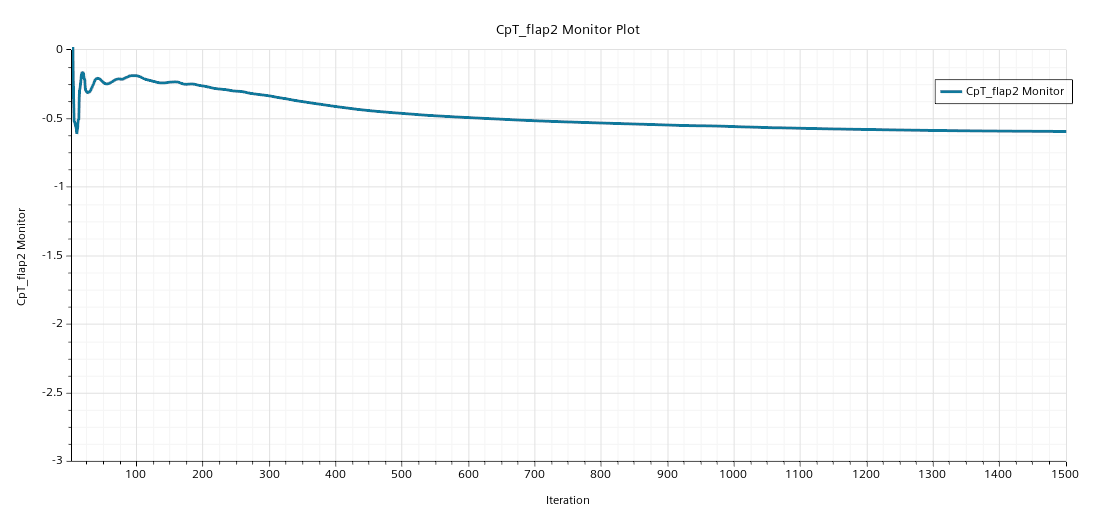 CpT_flap2 Monitor Plot
CpT_flap2 Monitor
0
-0.5
-1
-1.5
-2
-2.5
-3
CpT_flap2 Monitor
100 200 300 400 500 600 700 800 900 1000 1100 1200 1300 1400 1500
Iteration